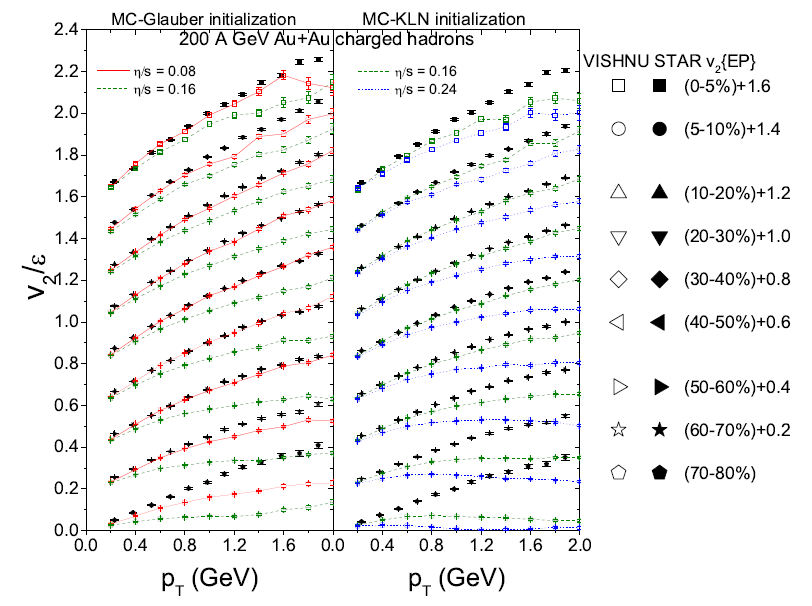 MC-Glauber initialization MC-KLN initialization
200 A GeV Au+Au charged hadrons
VISHNU STAR v2{EP}
η/s = 0.08
η/s = 0.16
η/s = 0.16
η/s = 0.24
(0-5%)+1.6
(5-10%)+1.4
(10-20%)+1.2
(20-30%)+1.0
(30-40%)+0.8
(40-50%)+0.6
(50-60%)+0.4
(60-70%)+0.2
(70-80%)
v2/ε
2.4
2.2
2.0
1.8
1.6
1.4
1.2
1.0
0.8
0.6
0.4
0.2
0.0
0.0 0.4 0.8 1.2 1.6 0.0 0.4 0.8 1.2 1.6 2.0
pT (GeV) pT (GeV)